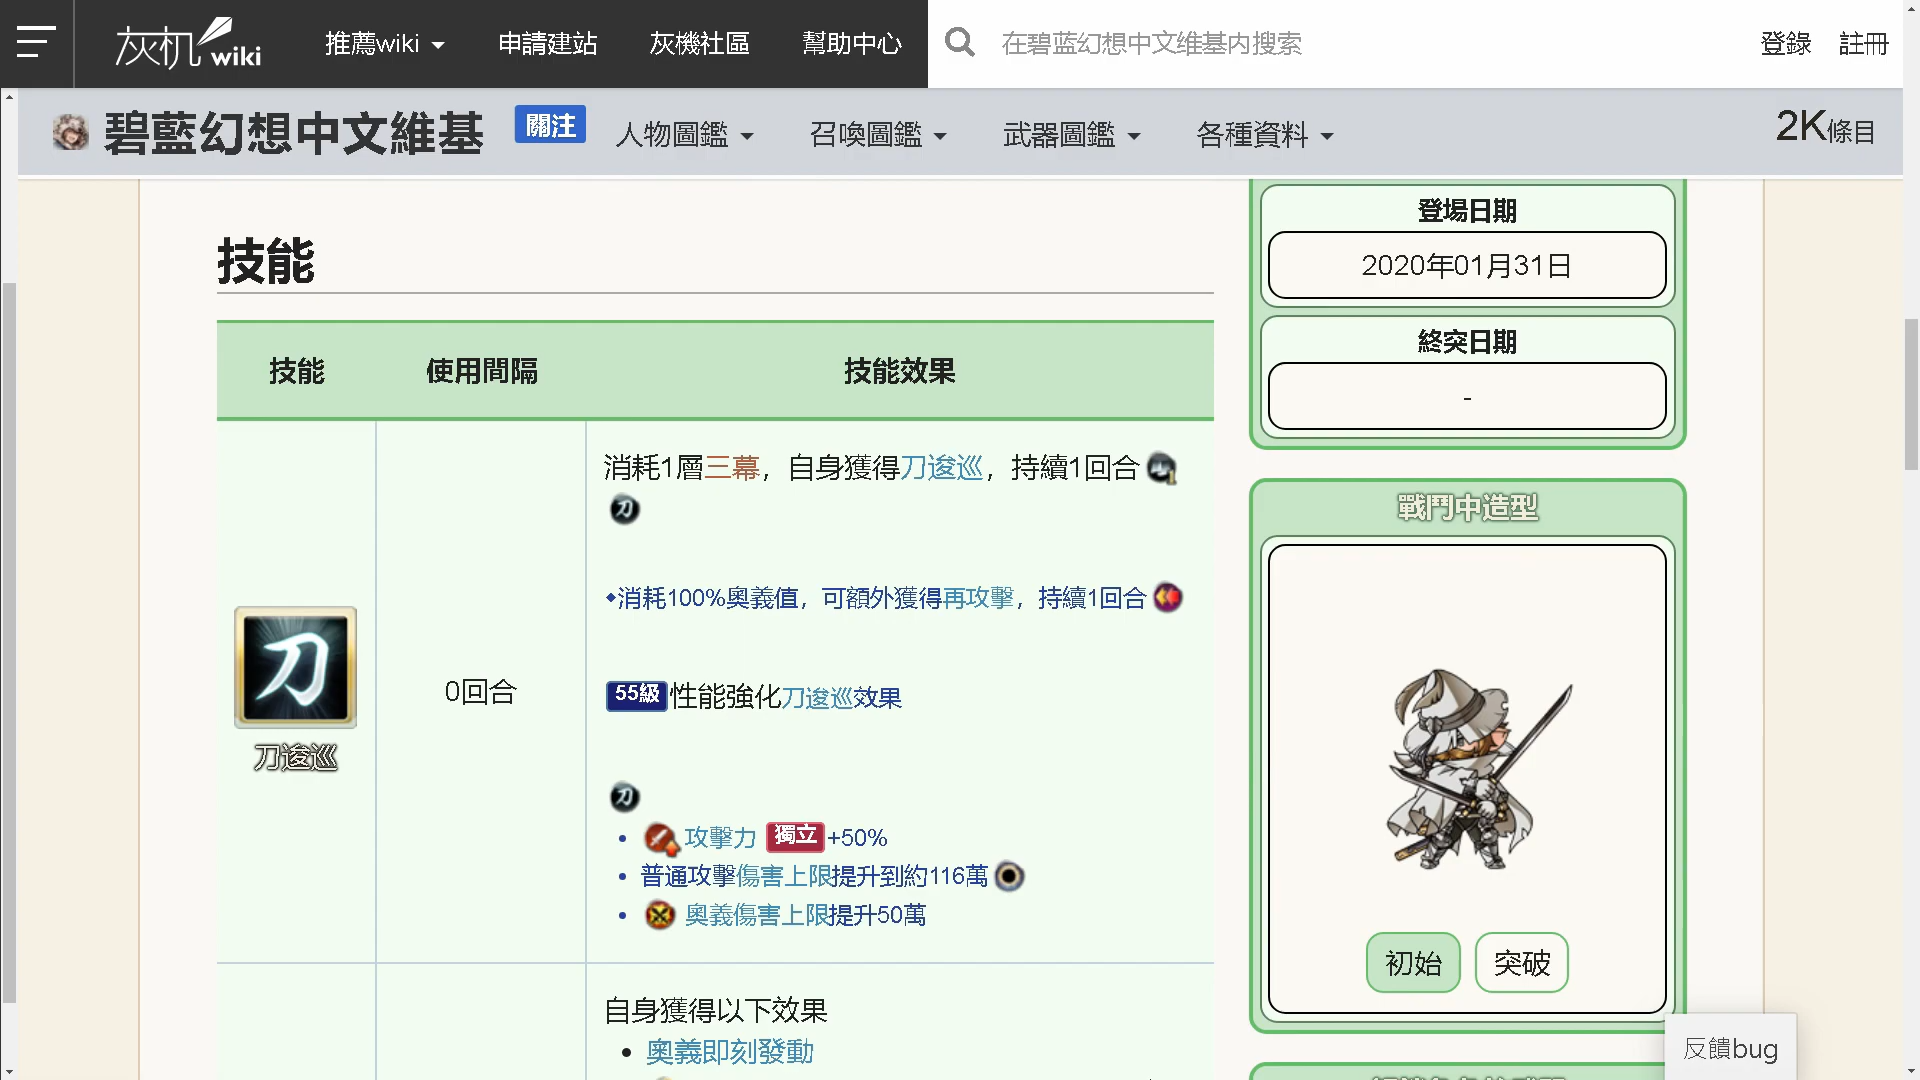 灰机wiki 推薦wiki 申請建站 灰機社區 幫助中心 在碧蓝幻想中文维基内搜索 登錄 註冊
碧藍幻想中文維基 關注 人物圖鑑 召喚圖鑑 武器圖鑑 各種資料 2K條目
技能
技能 使用間隔 技能效果
刀
刀逡巡
0回合
消耗1層三幕，自身獲得刀逡巡，持續1回合
刀
◆消耗100%奧義值，可額外獲得再攻擊，持續1回合
55級 性能強化刀逡巡效果
刀
• 攻擊力 獨立 +50%
• 普通攻擊傷害上限提升到約116萬
• 奧義傷害上限提升50萬
自身獲得以下效果
• 奧義即刻發動
登場日期
2020年01月31日
終突日期
-
戰鬥中造型
初始 突破
反饋bug